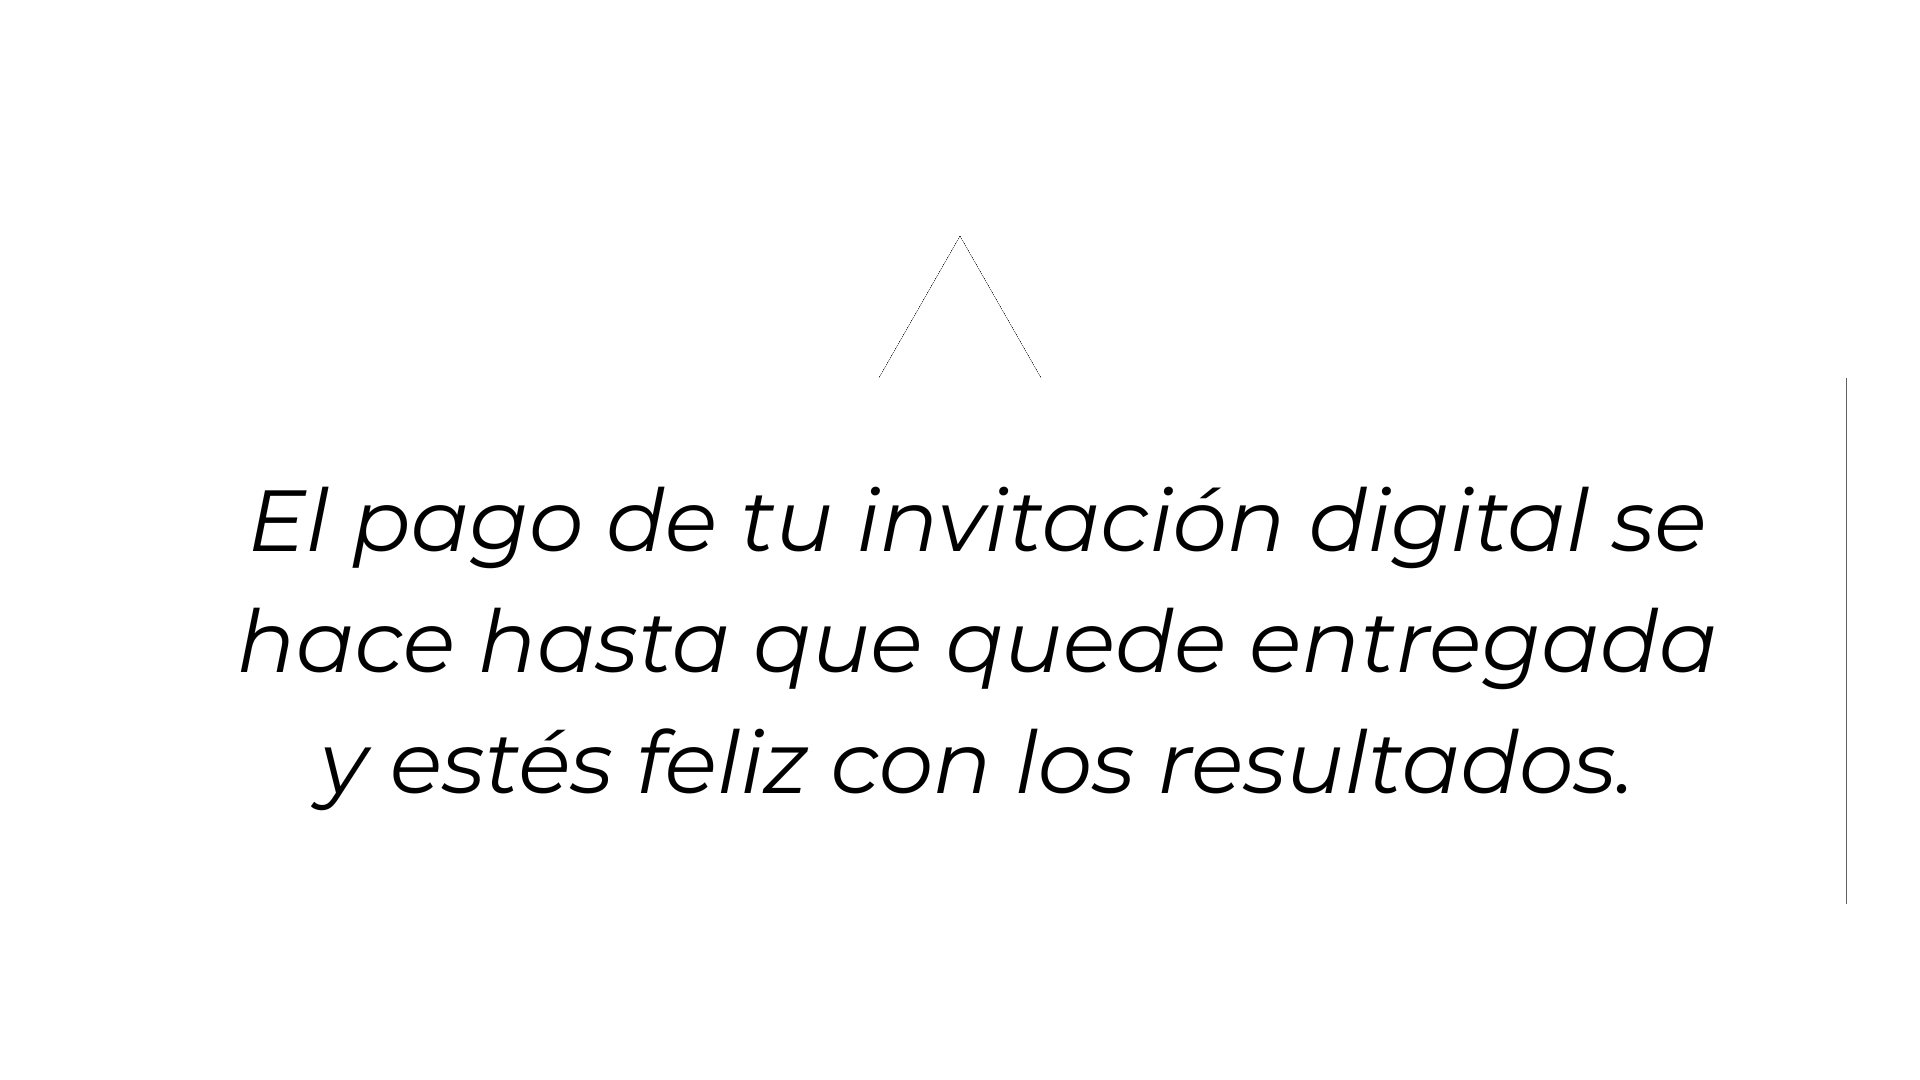 El pago de tu invitación digital se
hace hasta que quede entregada
y estés feliz con los resultados.